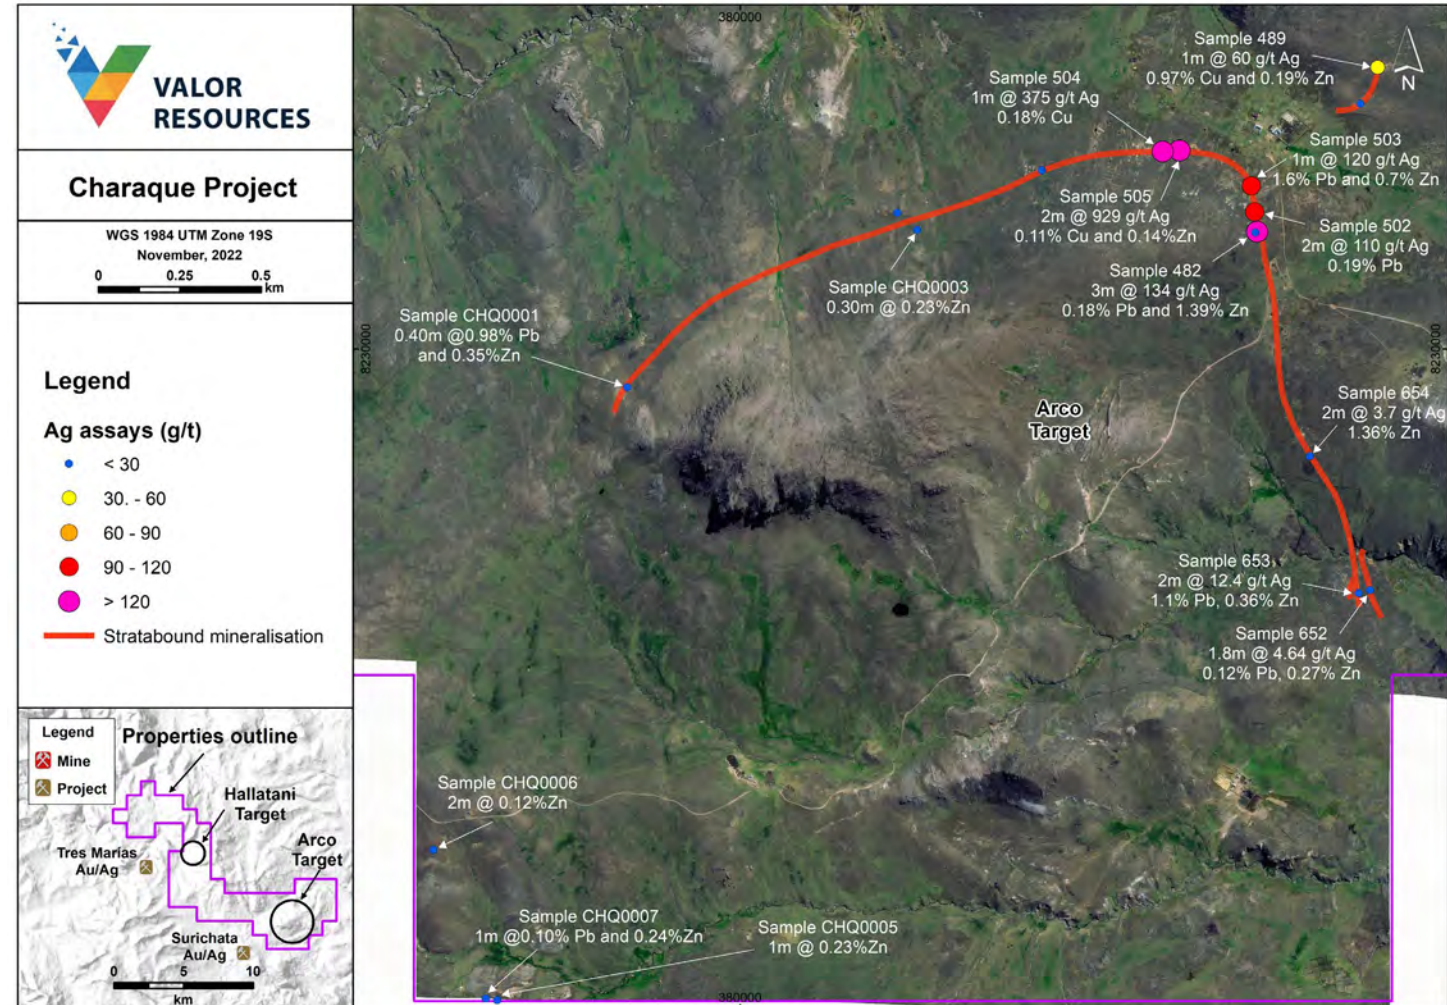 VALOR
RESOURCES
Charaque Project
WGS 1984 UTM Zone 19S
November, 2022
0 0.25 0.5
km
Legend
Ag assays (g/t)
< 30
30. - 60
60 - 90
90 - 120
> 120
Stratabound mineralisation
Legend
Mine
Project
Properties outline
Hallatani
Target
Arco
Target
Tres Marías
Au/Ag
Surichata
Au/Ag
0 5 10
km
380000
8230000
8230000
380000
N
Sample 489
1m @ 60 g/t Ag
0.97% Cu and 0.19% Zn
Sample 504
1m @ 375 g/t Ag
0.18% Cu
Sample 503
1m @ 120 g/t Ag
1.6% Pb and 0.7% Zn
Sample 505
2m @ 929 g/t Ag
0.11% Cu and 0.14%Zn
Sample 502
2m @ 110 g/t Ag
0.19% Pb
Sample 482
3m @ 134 g/t Ag
0.18% Pb and 1.39% Zn
Sample CHQ0003
0.30m @ 0.23%Zn
Sample CHQ0001
0.40m @0.98% Pb
and 0.35%Zn
Arco
Target
Sample 654
2m @ 3.7 g/t Ag
1.36% Zn
Sample 653
2m @ 12.4 g/t Ag
1.1% Pb, 0.36% Zn
Sample 652
1.8m @ 4.64 g/t Ag
0.12% Pb, 0.27% Zn
Sample CHQ0006
2m @ 0.12%Zn
Sample CHQ0007
1m @0.10% Pb and 0.24%Zn
Sample CHQ0005
1m @ 0.23%Zn